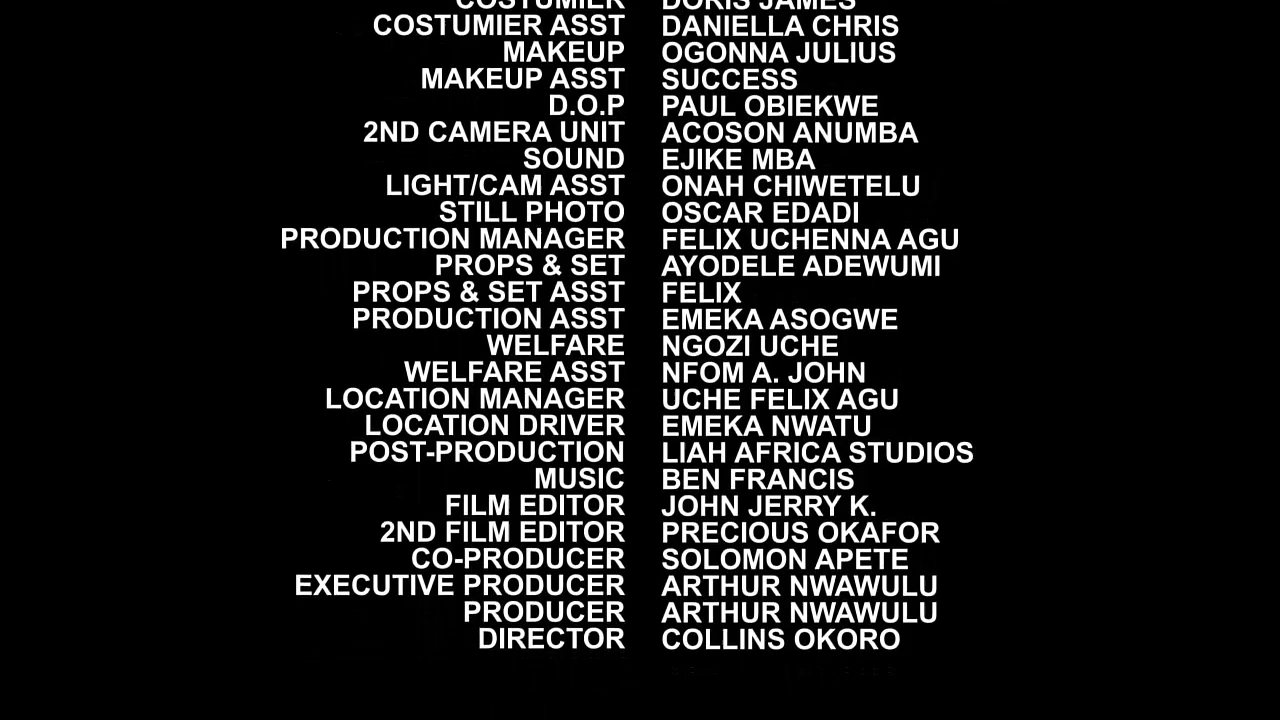 COSTUMIER DORIS JAMES
COSTUMIER ASST DANIELLA CHRIS
MAKEUP OGONNA JULIUS
MAKEUP ASST SUCCESS
D.O.P PAUL OBIEKWE
2ND CAMERA UNIT ACOSON ANUMBA
SOUND EJIKE MBA
LIGHT/CAM ASST ONAH CHIWETELU
STILL PHOTO OSCAR EDADI
PRODUCTION MANAGER FELIX UCHENNA AGU
PROPS & SET AYODELE ADEWUMI
PROPS & SET ASST FELIX
PRODUCTION ASST EMEKA ASOGWE
WELFARE NGOZI UCHE
WELFARE ASST NFOM A. JOHN
LOCATION MANAGER UCHE FELIX AGU
LOCATION DRIVER EMEKA NWATU
POST-PRODUCTION LIAH AFRICA STUDIOS
MUSIC BEN FRANCIS
FILM EDITOR JOHN JERRY K.
2ND FILM EDITOR PRECIOUS OKAFOR
CO-PRODUCER SOLOMON APETE
EXECUTIVE PRODUCER ARTHUR NWAWULU
PRODUCER ARTHUR NWAWULU
DIRECTOR COLLINS OKORO